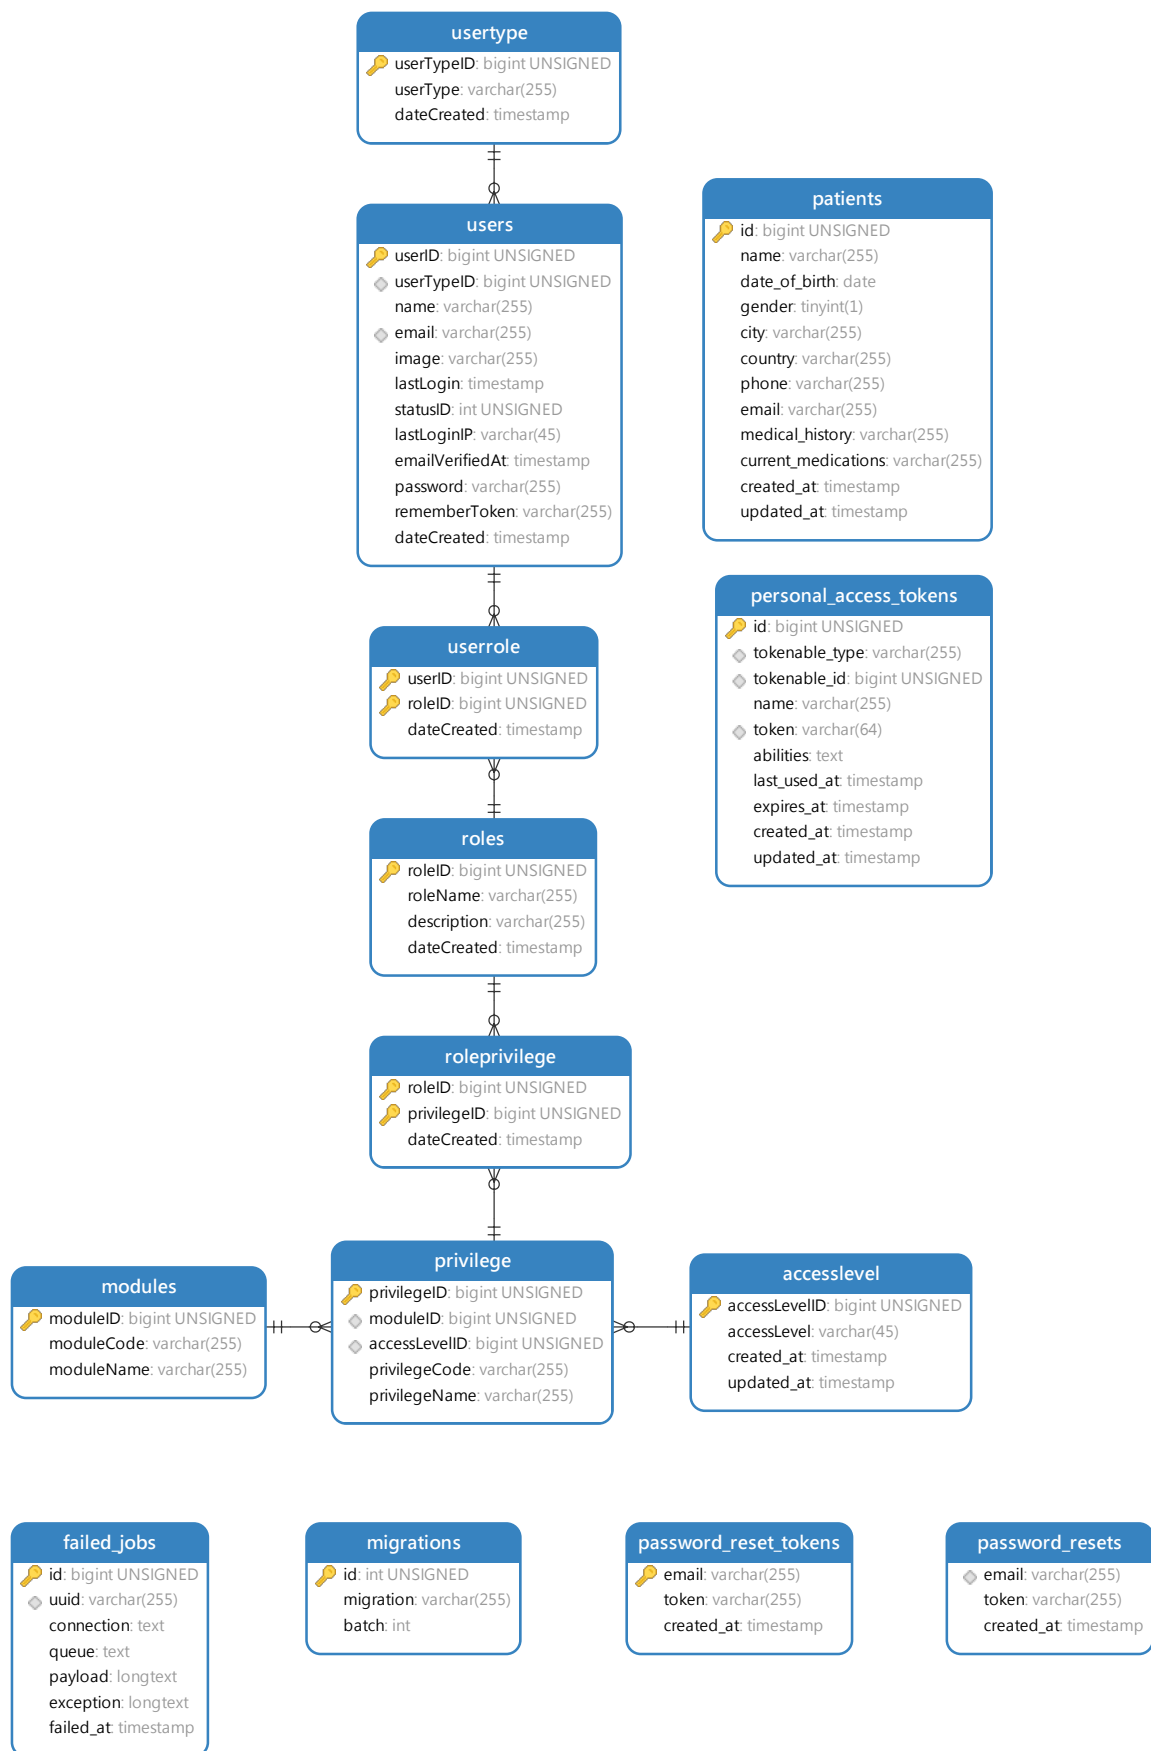 usertype
userTypeID: bigint UNSIGNED
userType: varchar(255)
dateCreated: timestamp
users
userID: bigint UNSIGNED
userTypeID: bigint UNSIGNED
name: varchar(255)
email: varchar(255)
image: varchar(255)
lastLogin: timestamp
statusID: int UNSIGNED
lastLoginIP: varchar(45)
emailVerifiedAt: timestamp
password: varchar(255)
rememberToken: varchar(255)
dateCreated: timestamp
patients
id: bigint UNSIGNED
name: varchar(255)
date_of_birth: date
gender: tinyint(1)
city: varchar(255)
country: varchar(255)
phone: varchar(255)
email: varchar(255)
medical_history: varchar(255)
current_medications: varchar(255)
created_at: timestamp
updated_at: timestamp
personal_access_tokens
id: bigint UNSIGNED
tokenable_type: varchar(255)
tokenable_id: bigint UNSIGNED
name: varchar(255)
token: varchar(64)
abilities: text
last_used_at: timestamp
expires_at: timestamp
created_at: timestamp
updated_at: timestamp
userrole
userID: bigint UNSIGNED
roleID: bigint UNSIGNED
dateCreated: timestamp
roles
roleID: bigint UNSIGNED
roleName: varchar(255)
description: varchar(255)
dateCreated: timestamp
roleprivilege
roleID: bigint UNSIGNED
privilegeID: bigint UNSIGNED
dateCreated: timestamp
modules
moduleID: bigint UNSIGNED
moduleCode: varchar(255)
moduleName: varchar(255)
privilege
privilegeID: bigint UNSIGNED
moduleID: bigint UNSIGNED
accessLevelID: bigint UNSIGNED
privilegeCode: varchar(255)
privilegeName: varchar(255)
accesslevel
accessLevelID: bigint UNSIGNED
accessLevel: varchar(45)
created_at: timestamp
updated_at: timestamp
failed_jobs
id: bigint UNSIGNED
uuid: varchar(255)
connection: text
queue: text
payload: longtext
exception: longtext
failed_at: timestamp
migrations
id: int UNSIGNED
migration: varchar(255)
batch: int
password_reset_tokens
email: varchar(255)
token: varchar(255)
created_at: timestamp
password_resets
email: varchar(255)
token: varchar(255)
created_at: timestamp